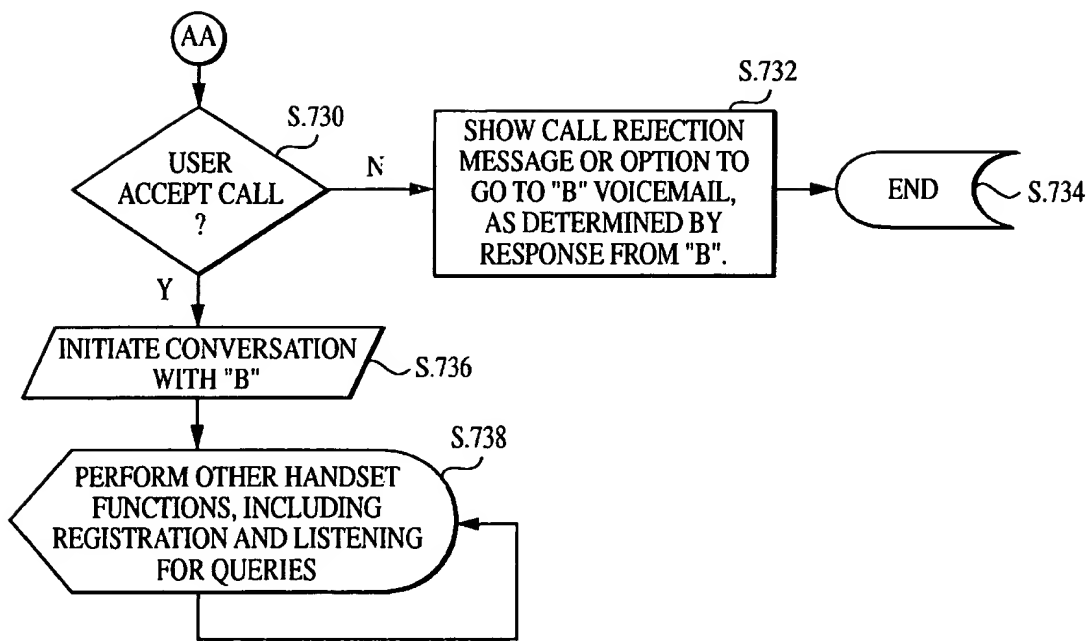 AA
S.730
USER
ACCEPT CALL
?
N
S.732
SHOW CALL REJECTION
MESSAGE OR OPTION TO
GO TO "B" VOICEMAIL,
AS DETERMINED BY
RESPONSE FROM "B".
END
S.734
Y
INITIATE CONVERSATION
WITH "B"
S.736
S.738
PERFORM OTHER HANDSET
FUNCTIONS, INCLUDING
REGISTRATION AND LISTENING
FOR QUERIES